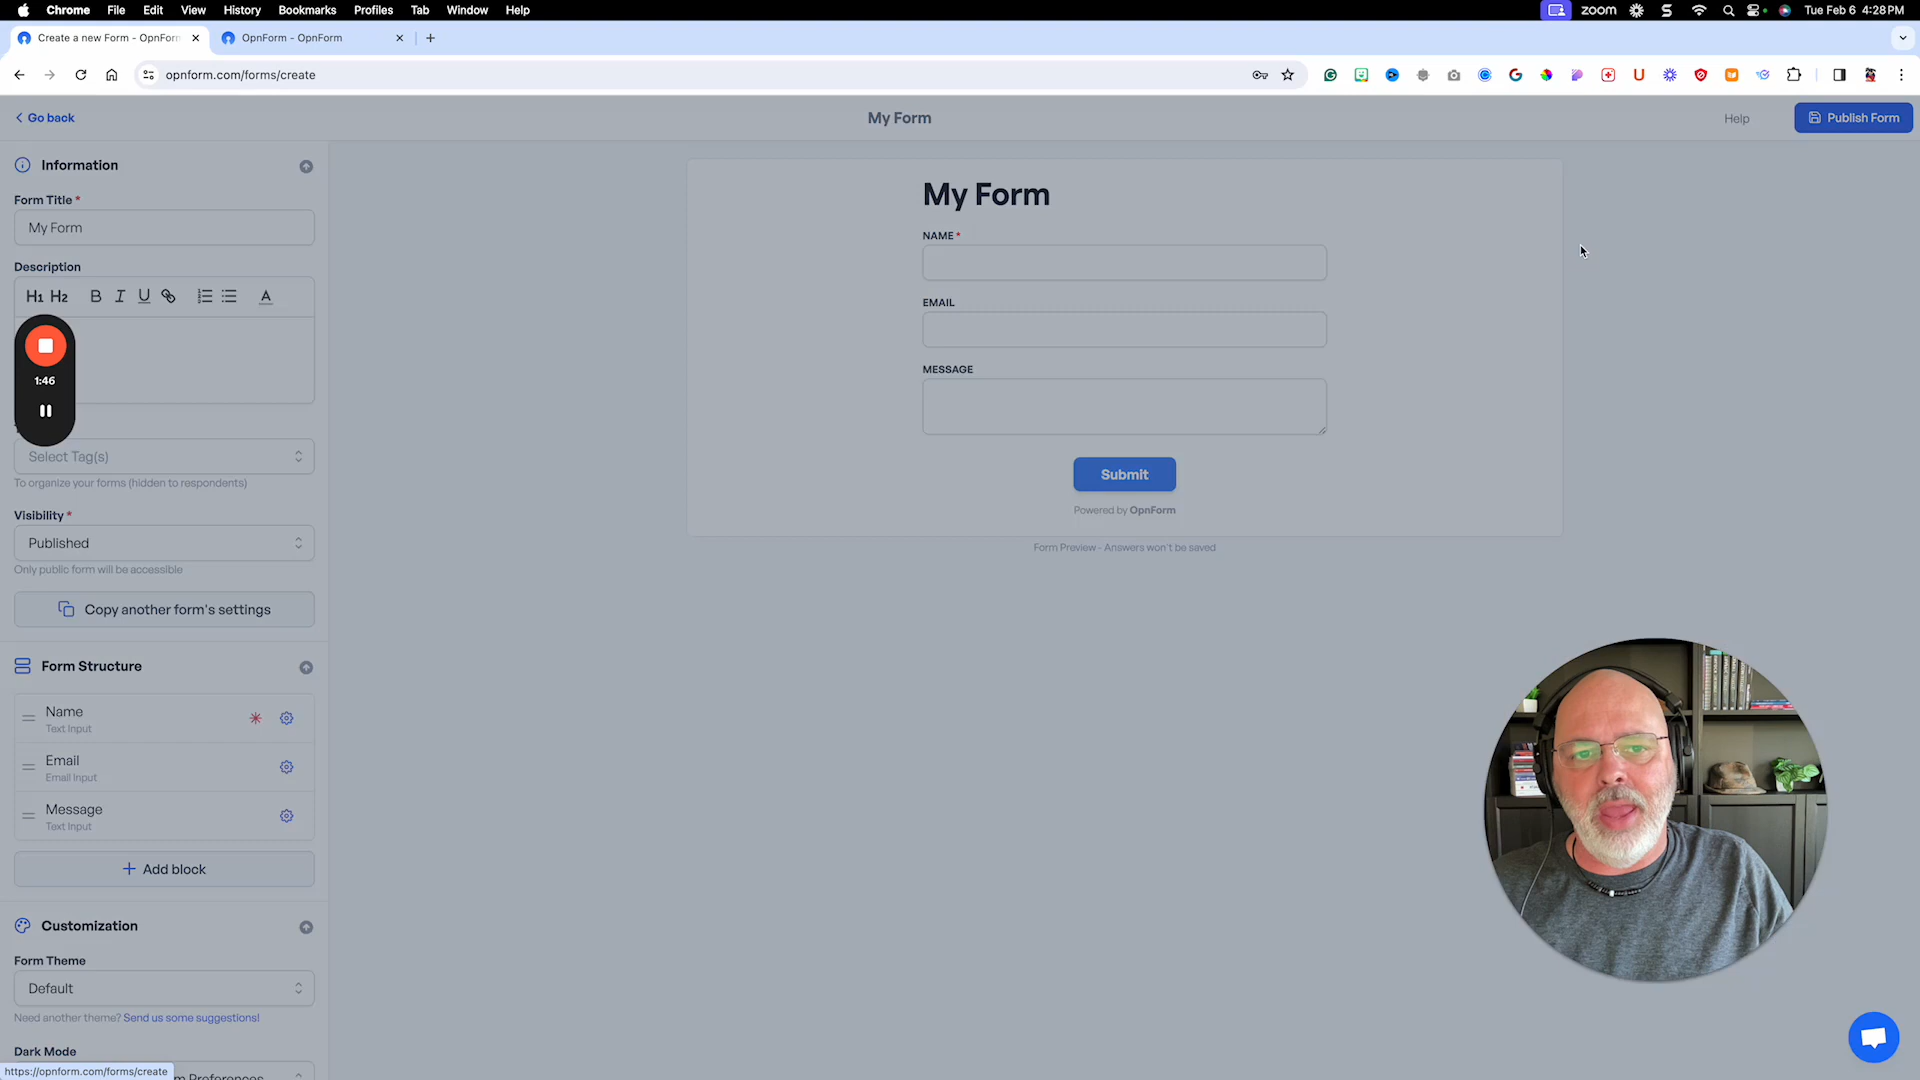 Chrome File Edit View History Bookmarks Profiles Tab Window Help
zoom Tue Feb 6 4:28 PM
Create a new Form - OpnForm
OpnForm - OpnForm
opnform.com/forms/create
Go back
My Form
Help
Publish Form
Information
Form Title *
My Form
Description
H1 H2 B I U A
1:46
Select Tag(s)
To organize your forms (hidden to respondents)
Visibility *
Published
Only public form will be accessible
Copy another form's settings
Form Structure
Name
Text Input
Email
Email Input
Message
Text Input
Add block
Customization
Form Theme
Default
Need another theme? Send us some suggestions!
Dark Mode
https://opnform.com/forms/create
My Form
NAME *
EMAIL
MESSAGE
Submit
Powered by OpnForm
Form Preview - Answers won't be saved